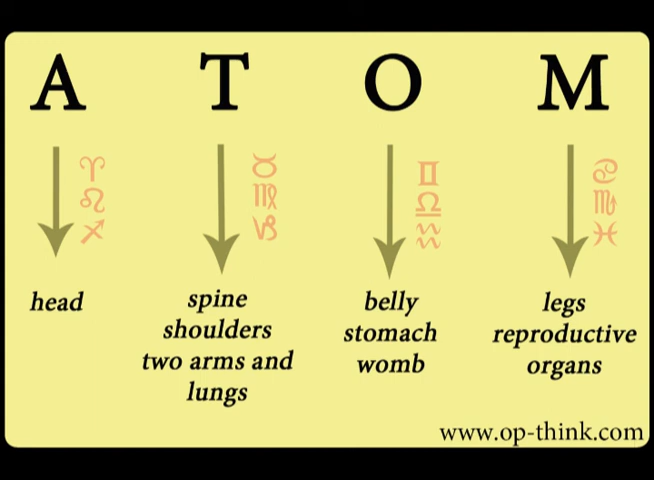 A T O M
♈ ♉ ♊ ♋
♌ ♍ ♎ ♏
♐ ♑ ♒ ♓
head
spine
shoulders
two arms and
lungs
belly
stomach
womb
legs
reproductive
organs
www.op-think.com